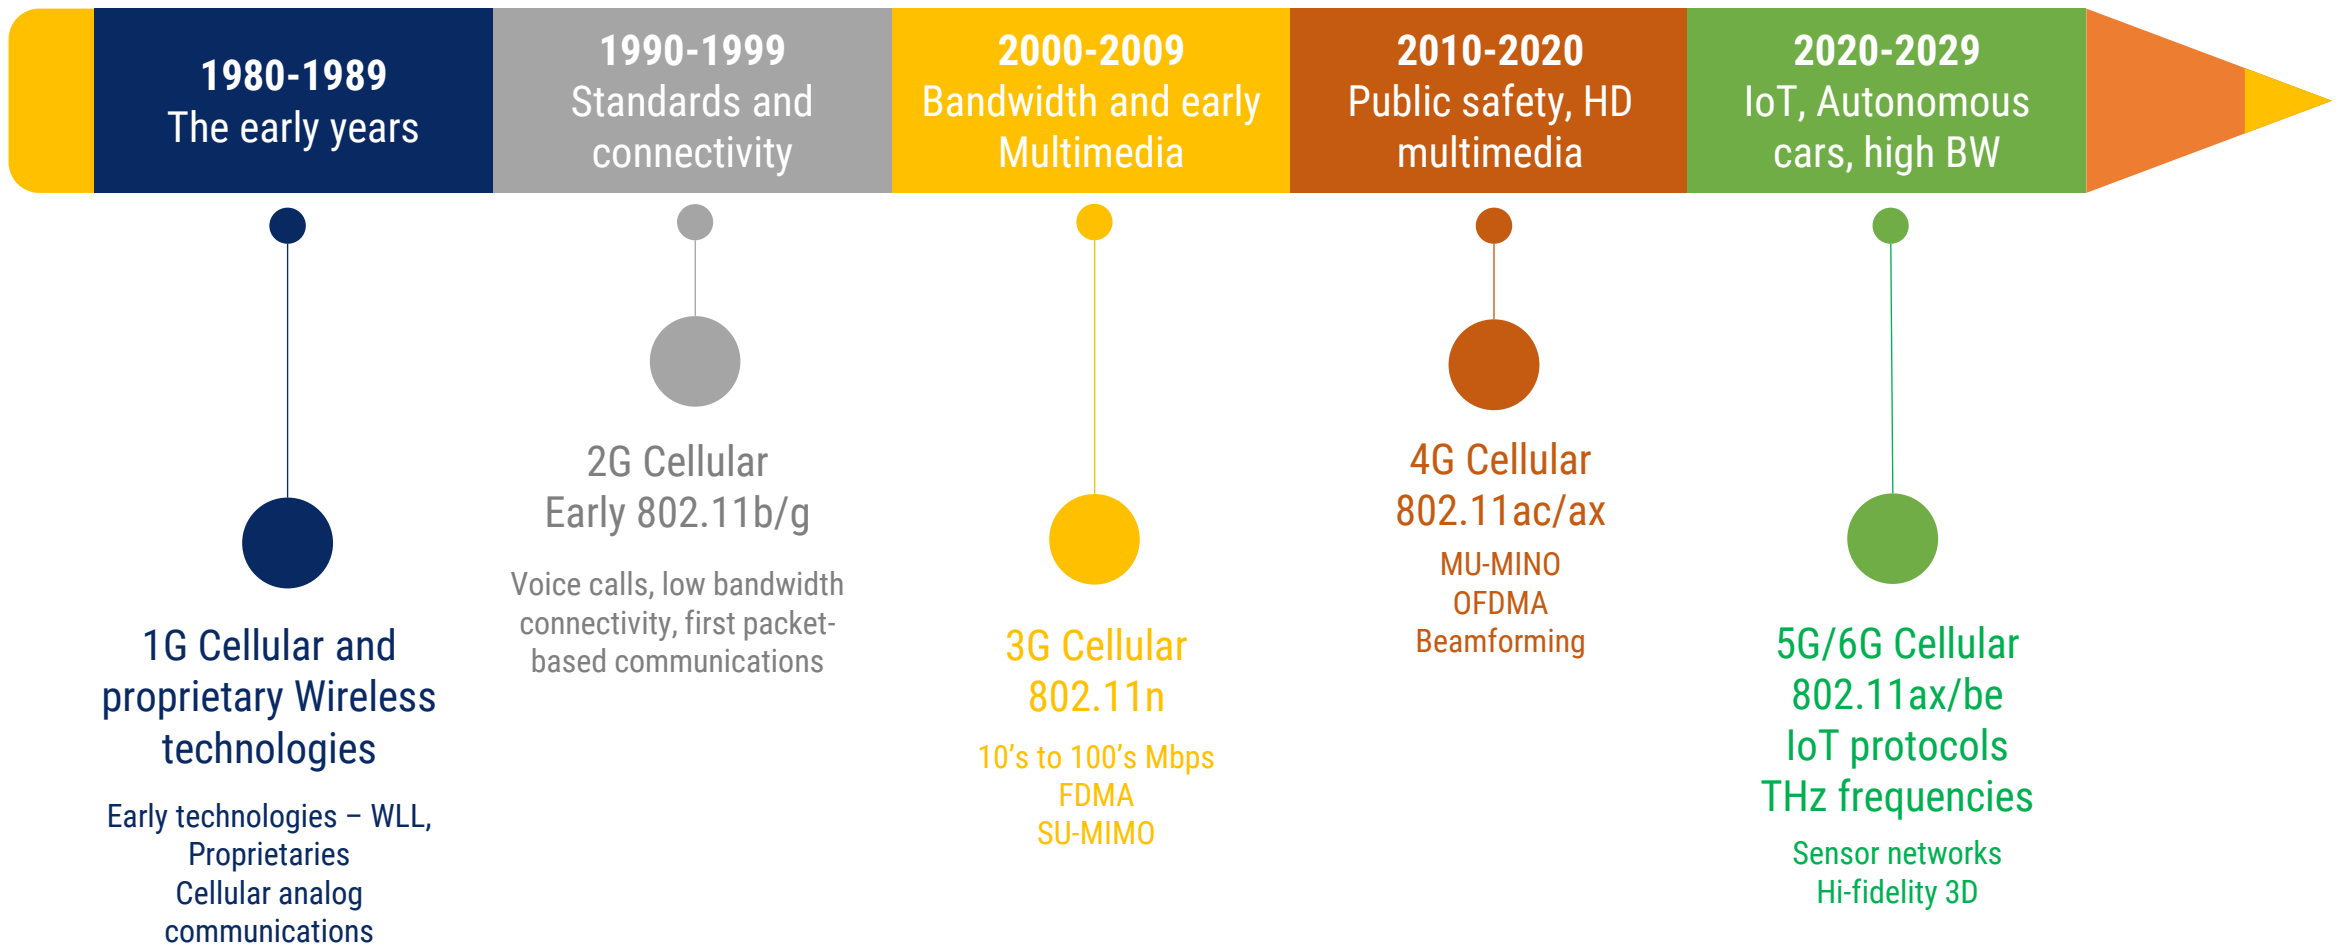 1980-1989
The early years
1990-1999
Standards and
connectivity
2000-2009
Bandwidth and early
Multimedia
2010-2020
Public safety, HD
multimedia
2020-2029
IoT, Autonomous
cars, high BW
1G Cellular and
proprietary Wireless
technologies
Early technologies – WLL,
Proprietaries
Cellular analog
communications
2G Cellular
Early 802.11b/g
Voice calls, low bandwidth
connectivity, first packet-
based communications
3G Cellular
802.11n
10’s to 100’s Mbps
FDMA
SU-MIMO
4G Cellular
802.11ac/ax
MU-MINO
OFDMA
Beamforming
5G/6G Cellular
802.11ax/be
IoT protocols
THz frequencies
Sensor networks
Hi-fidelity 3D